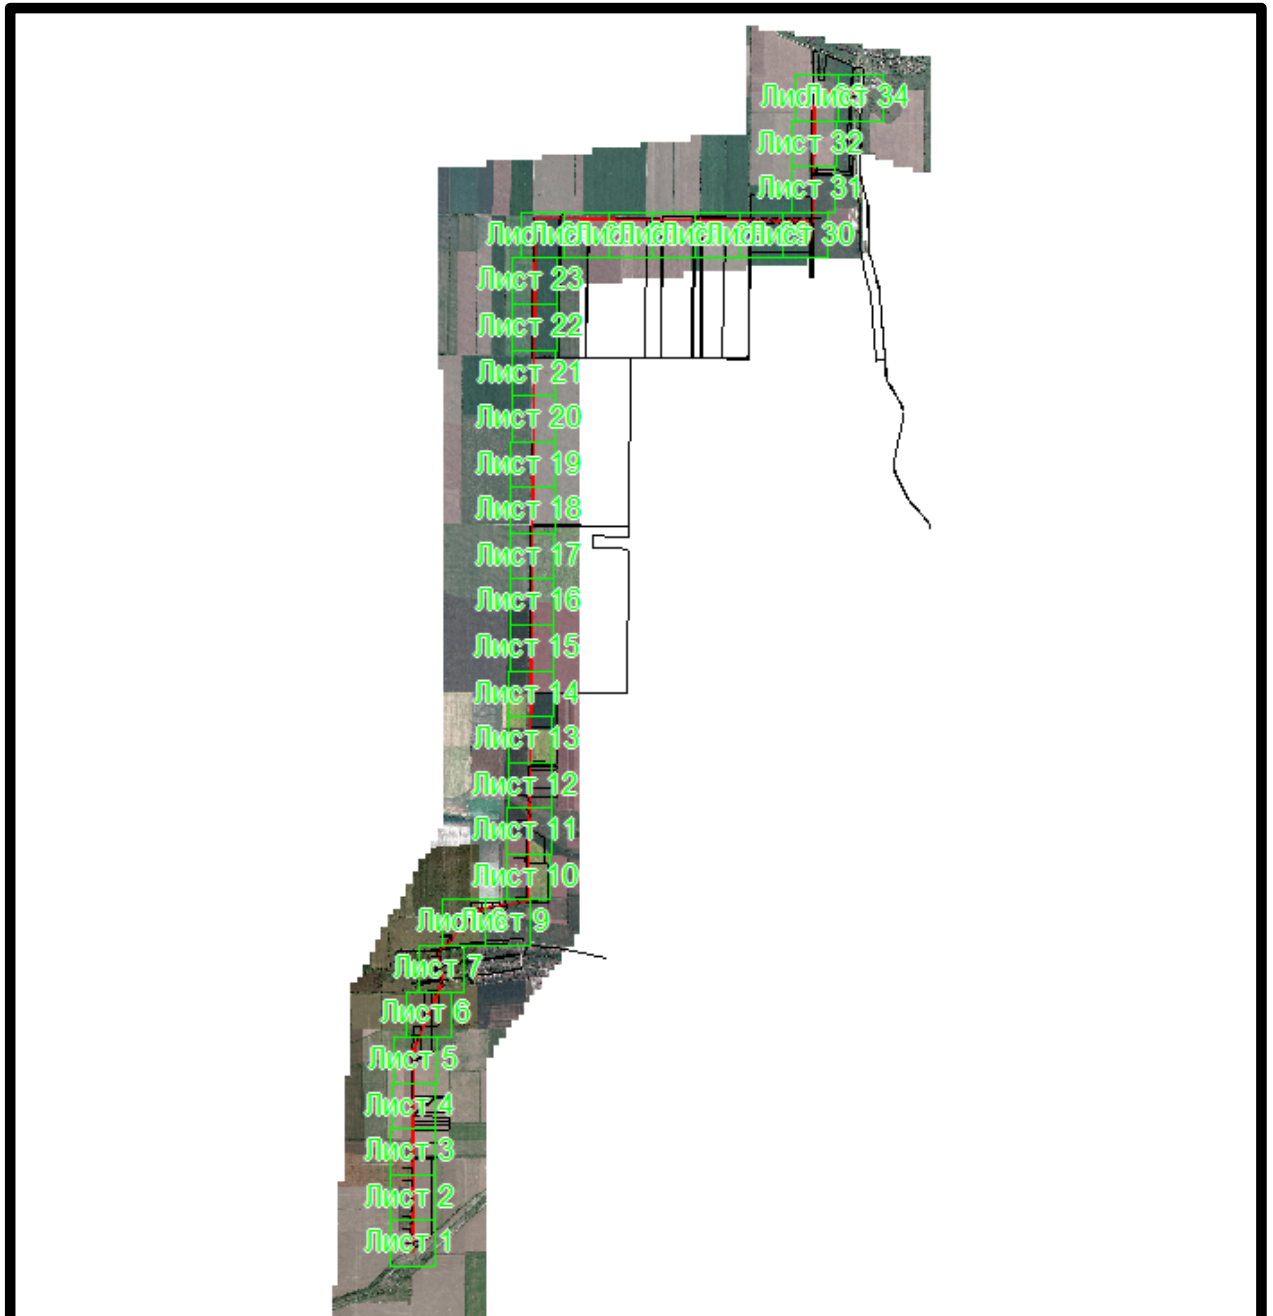 Лист 34
Лист 32
Лист 31
Лист 30
Лист 23
Лист 22
Лист 21
Лист 20
Лист 19
Лист 18
Лист 17
Лист 16
Лист 15
Лист 14
Лист 13
Лист 12
Лист 11
Лист 10
Лист 9
Лист 7
Лист 6
Лист 5
Лист 4
Лист 3
Лист 2
Лист 1